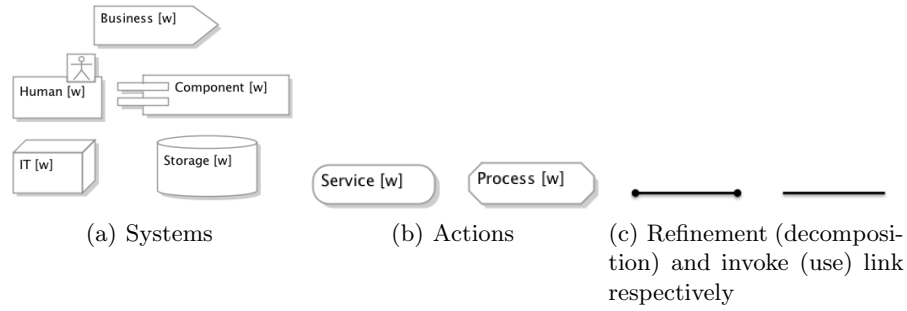 Business [w]
Human [w]
Component [w]
IT [w]
Storage [w]
Service [w]
Process [w]
(a) Systems
(b) Actions
(c) Refinement (decomposi-
tion) and invoke (use) link
respectively